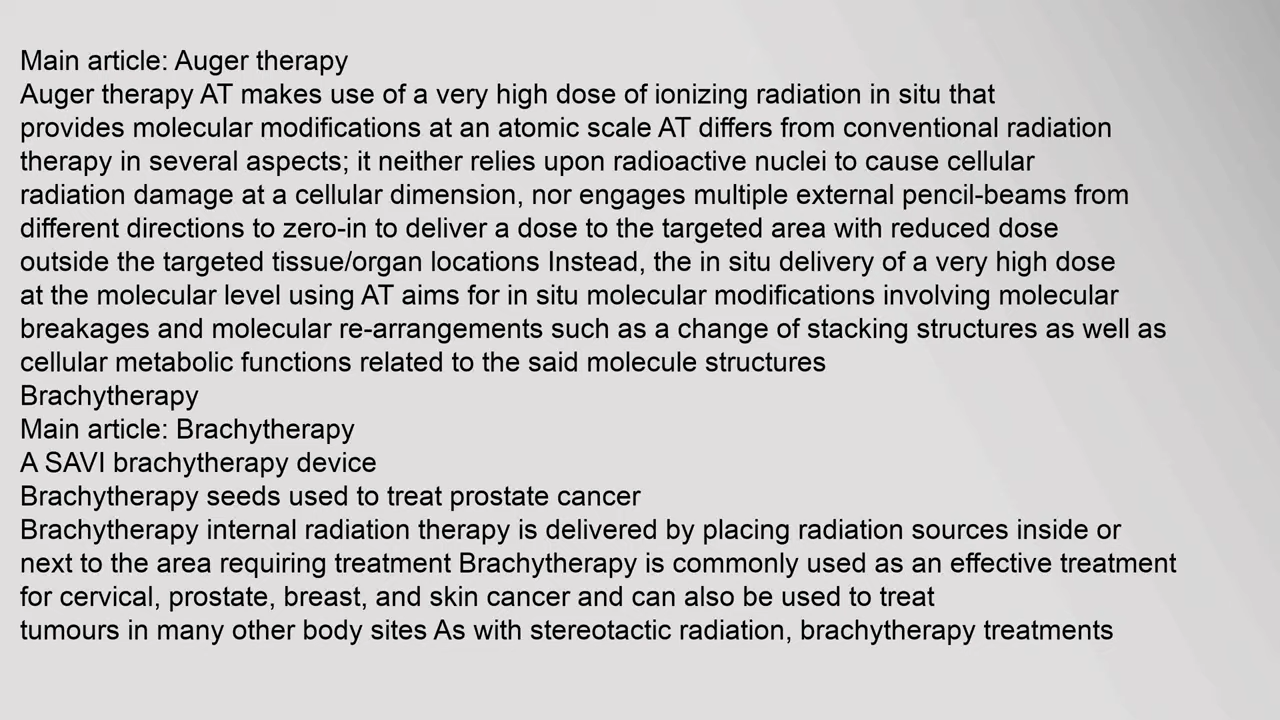 Main article: Auger therapy
Auger therapy AT makes use of a very high dose of ionizing radiation in situ that
provides molecular modifications at an atomic scale AT differs from conventional radiation
therapy in several aspects; it neither relies upon radioactive nuclei to cause cellular
radiation damage at a cellular dimension, nor engages multiple external pencil-beams from
different directions to zero-in to deliver a dose to the targeted area with reduced dose
outside the targeted tissue/organ locations Instead, the in situ delivery of a very high dose
at the molecular level using AT aims for in situ molecular modifications involving molecular
breakages and molecular re-arrangements such as a change of stacking structures as well as
cellular metabolic functions related to the said molecule structures
Brachytherapy
Main article: Brachytherapy
A SAVI brachytherapy device
Brachytherapy seeds used to treat prostate cancer
Brachytherapy internal radiation therapy is delivered by placing radiation sources inside or
next to the area requiring treatment Brachytherapy is commonly used as an effective treatment
for cervical, prostate, breast, and skin cancer and can also be used to treat
tumours in many other body sites As with stereotactic radiation, brachytherapy treatments